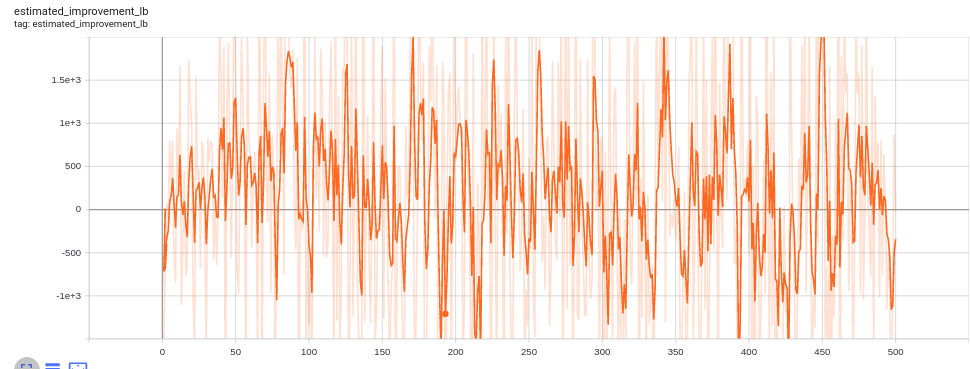 estimated_improvement_lb
tag: estimated_improvement_lb
1.5e+3
1e+3
500
0
-500
-1e+3
0 50 100 150 200 250 300 350 400 450 500